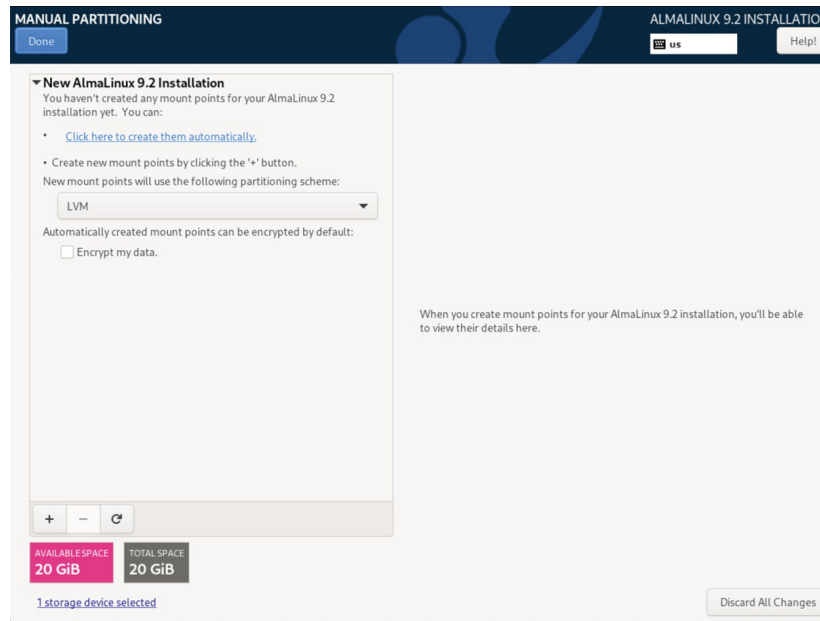 MANUAL PARTITIONING
ALMALINUX 9.2 INSTALLATIO
Done
us
Help!
New AlmaLinux 9.2 Installation
You haven't created any mount points for your AlmaLinux 9.2
installation yet. You can:
• Click here to create them automatically.
• Create new mount points by clicking the '+' button.
New mount points will use the following partitioning scheme:
LVM
Automatically created mount points can be encrypted by default:
Encrypt my data.
When you create mount points for your AlmaLinux 9.2 installation, you'll be able
to view their details here.
+ −
AVAILABLE SPACE
20 GiB
TOTAL SPACE
20 GiB
1 storage device selected
Discard All Changes